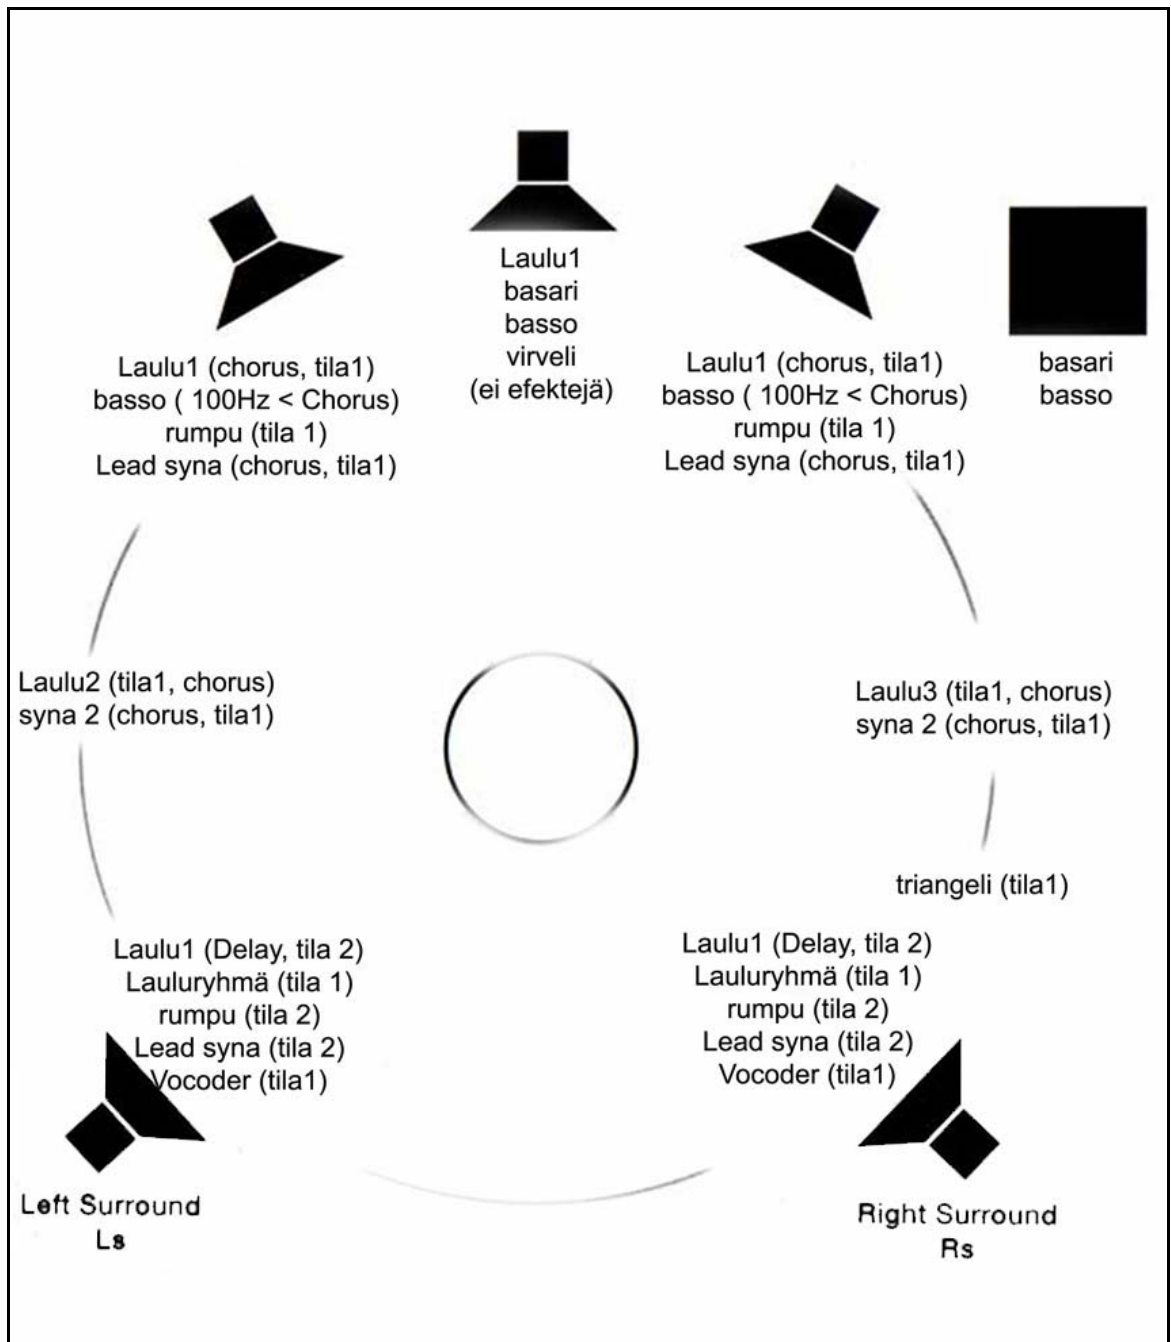 Laulu1
basari
basso
virveli
(ei efektejä)
Laulu1 (chorus, tila1)
basso ( 100Hz < Chorus)
rumpu (tila 1)
Lead syna (chorus, tila1)
Laulu1 (chorus, tila1)
basso ( 100Hz < Chorus)
rumpu (tila 1)
Lead syna (chorus, tila1)
basari
basso
Laulu2 (tila1, chorus)
syna 2 (chorus, tila1)
Laulu3 (tila1, chorus)
syna 2 (chorus, tila1)
triangeli (tila1)
Laulu1 (Delay, tila 2)
Lauluryhmä (tila 1)
rumpu (tila 2)
Lead syna (tila 2)
Vocoder (tila1)
Laulu1 (Delay, tila 2)
Lauluryhmä (tila 1)
rumpu (tila 2)
Lead syna (tila 2)
Vocoder (tila1)
Left Surround
Ls
Right Surround
Rs